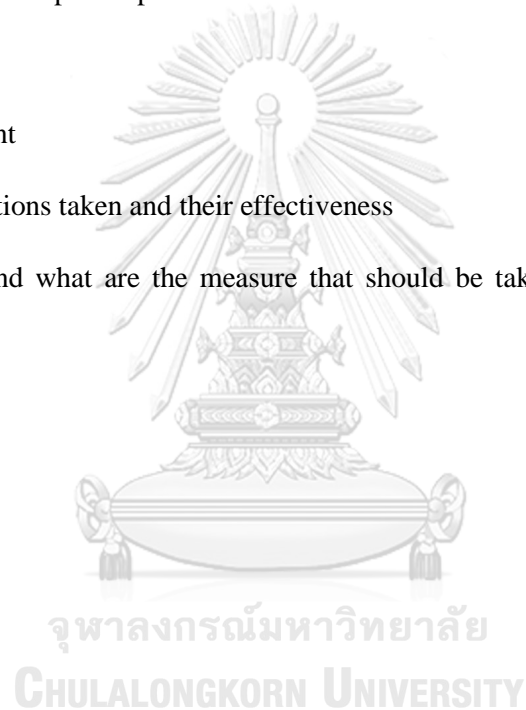 nt
tions taken and their effectiveness
nd what are the measure that should be tak
จุฬาลงกรณ์มหาวิทยาลัย
CHULALONGKORN UNIVERSITY